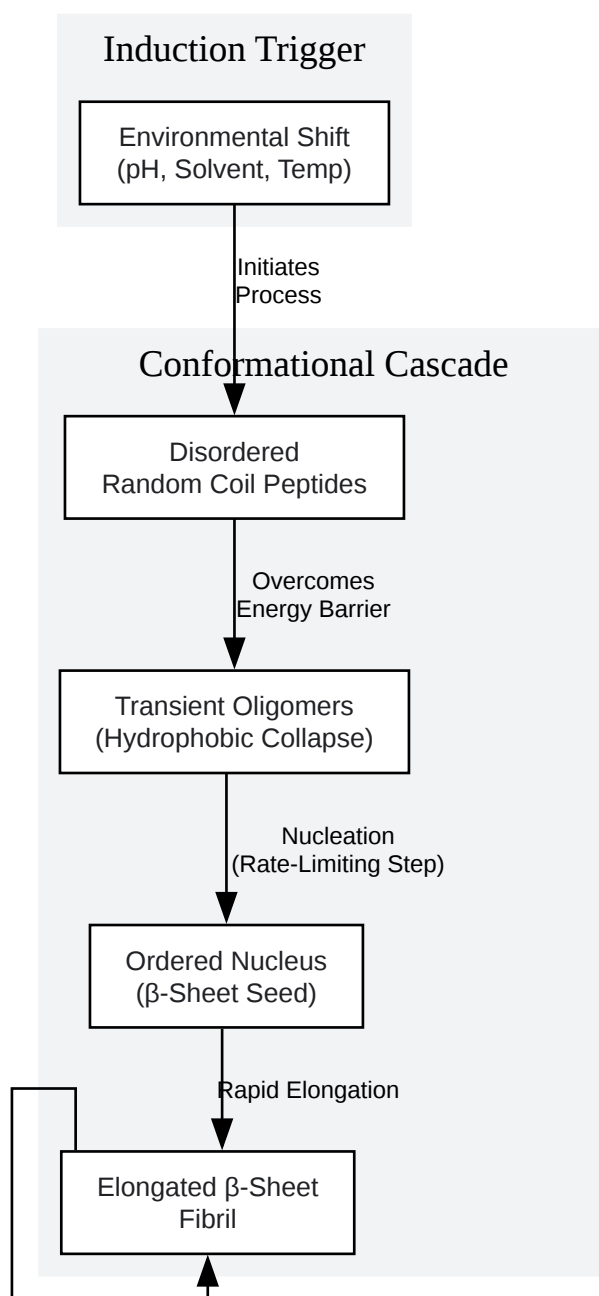 Induction Trigger
Environmental Shift
(pH, Solvent, Temp)
Initiates
Process
Conformational Cascade
Disordered
Random Coil Peptides
Overcomes
Energy Barrier
Transient Oligomers
(Hydrophobic Collapse)
Nucleation
(Rate-Limiting Step)
Ordered Nucleus
(β-Sheet Seed)
Rapid Elongation
Elongated β-Sheet
Fibril